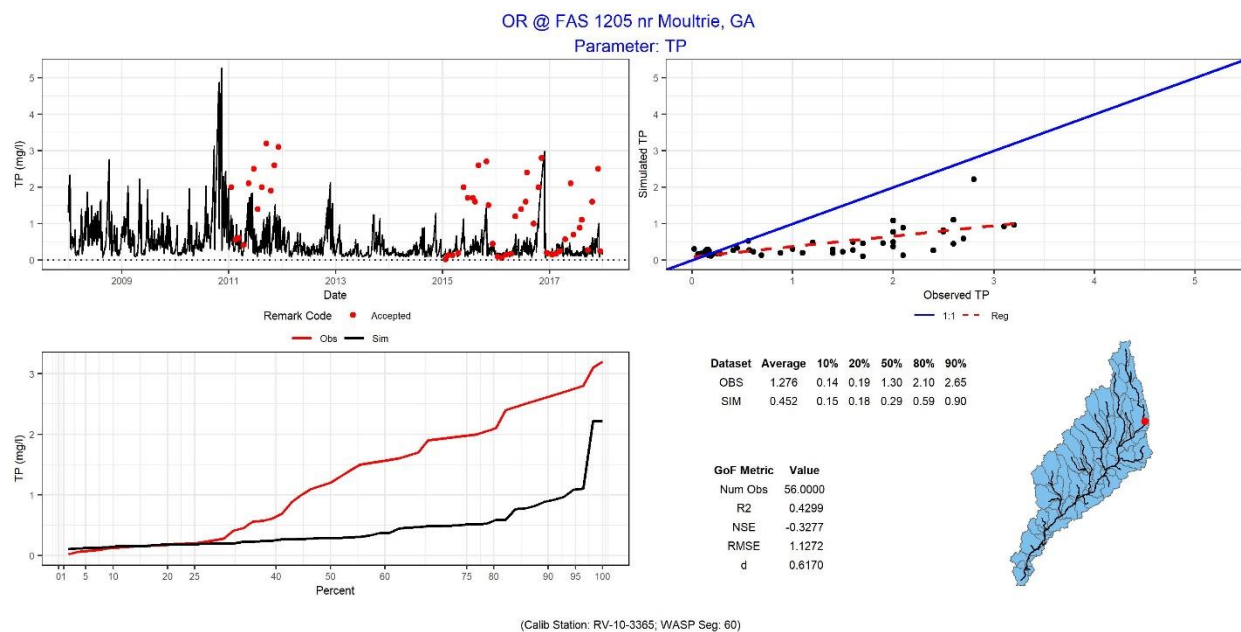 OR @ FAS 1205 nr Moultrie, GA
Parameter: TP
TP (mg/l)
5
4
3
2
1
0
2009 2011 2013 2015 2017
Date
Remark Code Accepted
Simulated TP
5
4
3
2
1
0
0 1 2 3 4 5
Observed TP
1:1 Reg
Obs Sim
TP (mg/l)
3
2
1
0
0 1 5 10 20 25 40 50 60 75 80 90 95 100
Percent
Dataset Average 10% 20% 50% 80% 90%
OBS 1.276 0.14 0.19 1.30 2.10 2.65
SIM 0.452 0.15 0.18 0.29 0.59 0.90
GoF Metric Value
Num Obs 56.0000
R2 0.4299
NSE -0.3277
RMSE 1.1272
d 0.6170
(Calib Station: RV-10-3365; WASP Seg: 60)